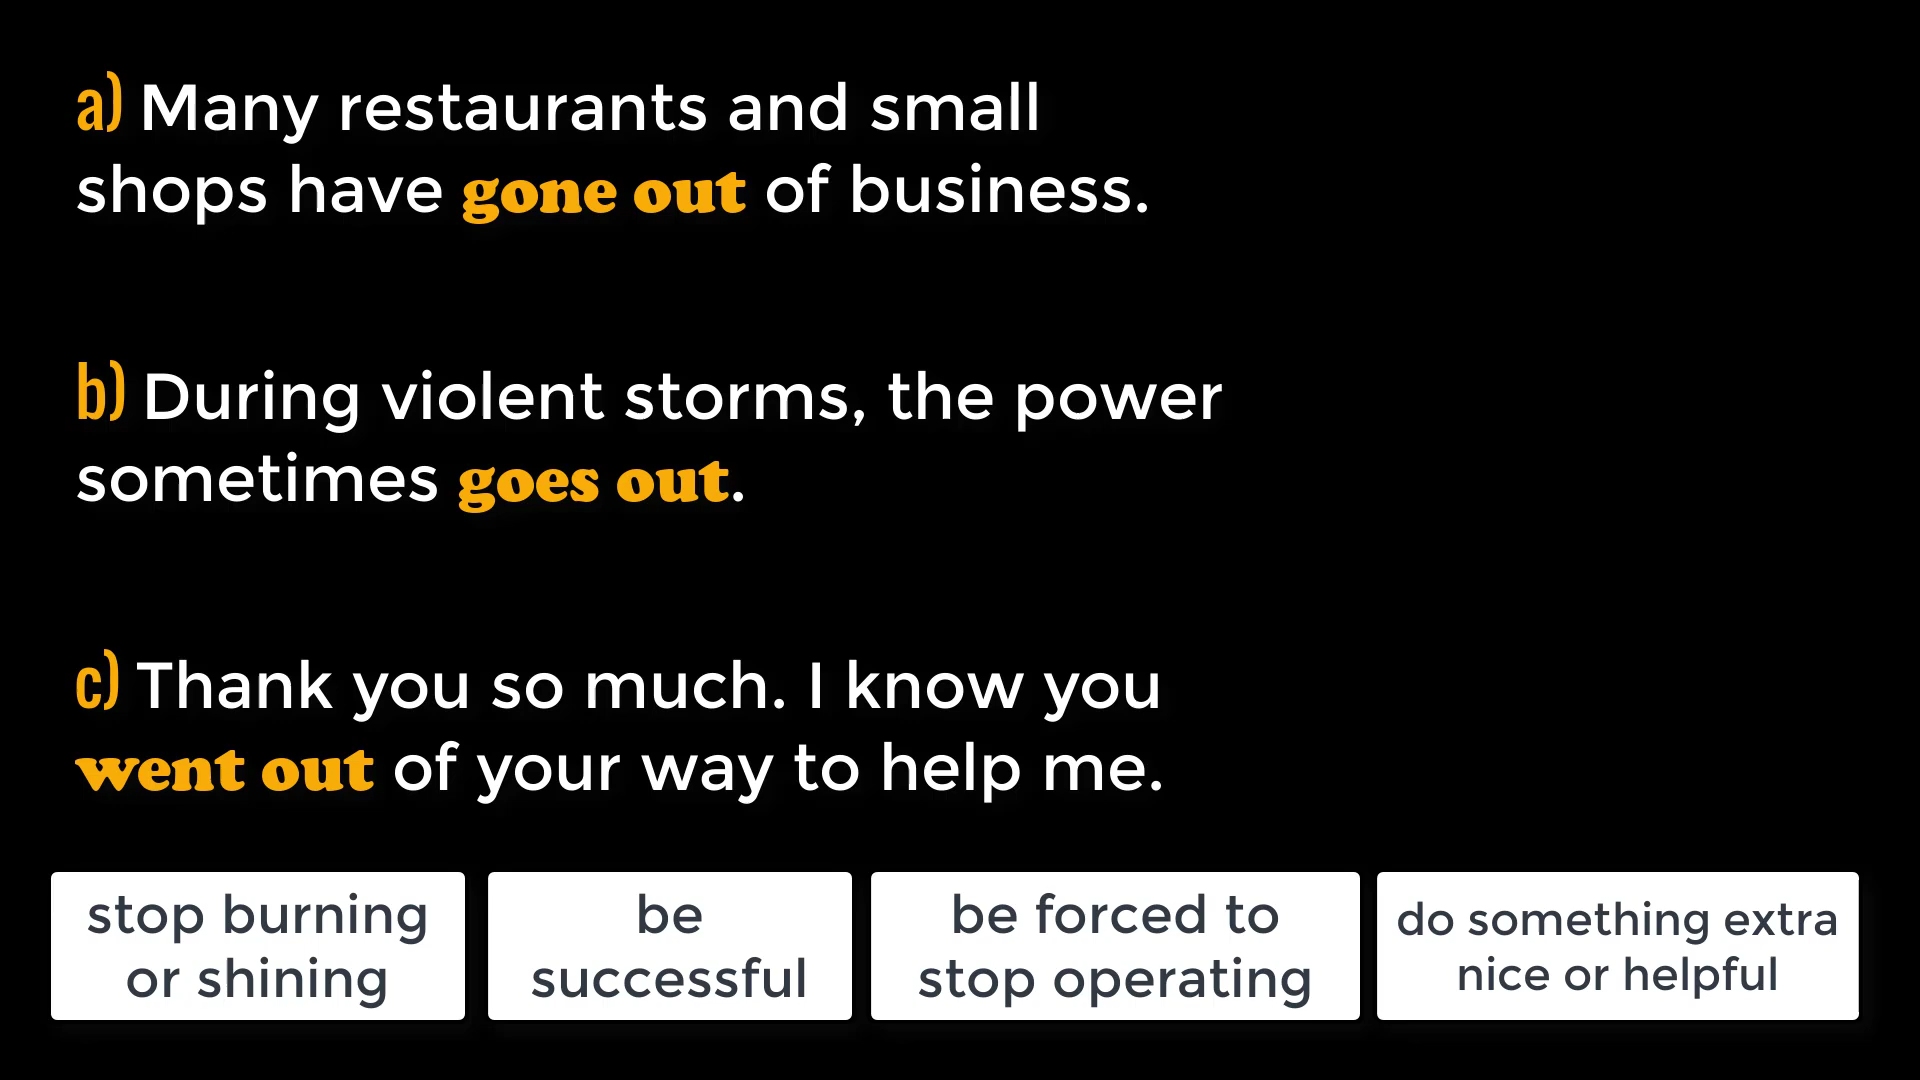 a) Many restaurants and small
shops have gone out of business.
b) During violent storms, the power
sometimes goes out.
c) Thank you so much. I know you
went out of your way to help me.
stop burning
or shining
be
successful
be forced to
stop operating
do something extra
nice or helpful